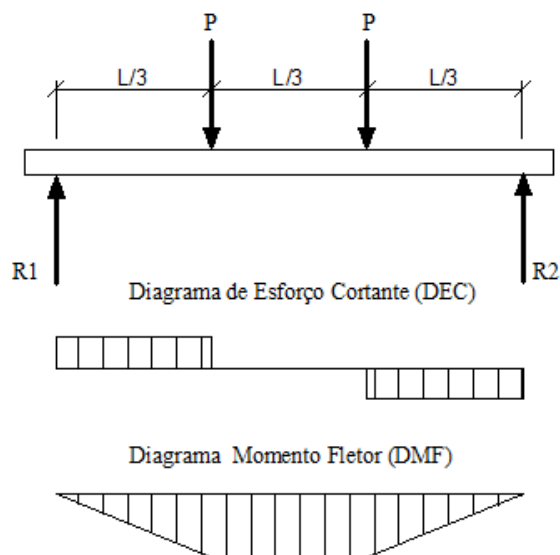 P P
L/3 L/3 L/3
R1 R2
Diagrama de Esforço Cortante (DEC)
Diagrama Momento Fletor (DMF)